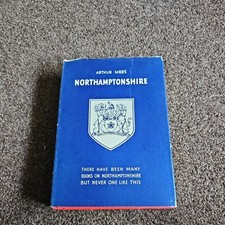 ARTHUR MEE'S
NORTHAMPTONSHIRE
THERE HAVE BEEN MANY
BOOKS ON NORTHAMPTONSHIRE
BUT NEVER ONE LIKE THIS